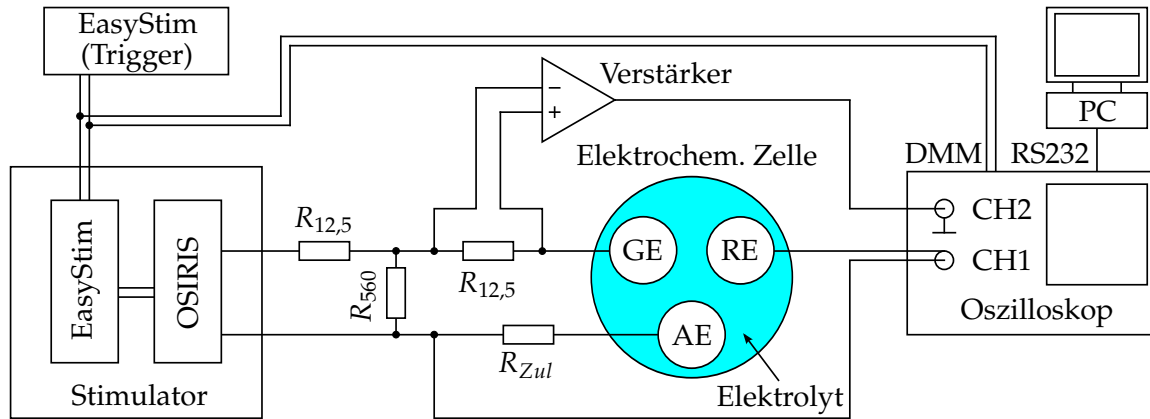 EasyStim
(Trigger)
Verstärker
−
+
PC
Elektrochem. Zelle
DMM
RS232
EasyStim
OSIRIS
Stimulator
R12,5
R560
R12,5
RZul
GE
RE
AE
Elektrolyt
CH2
CH1
Oszilloskop